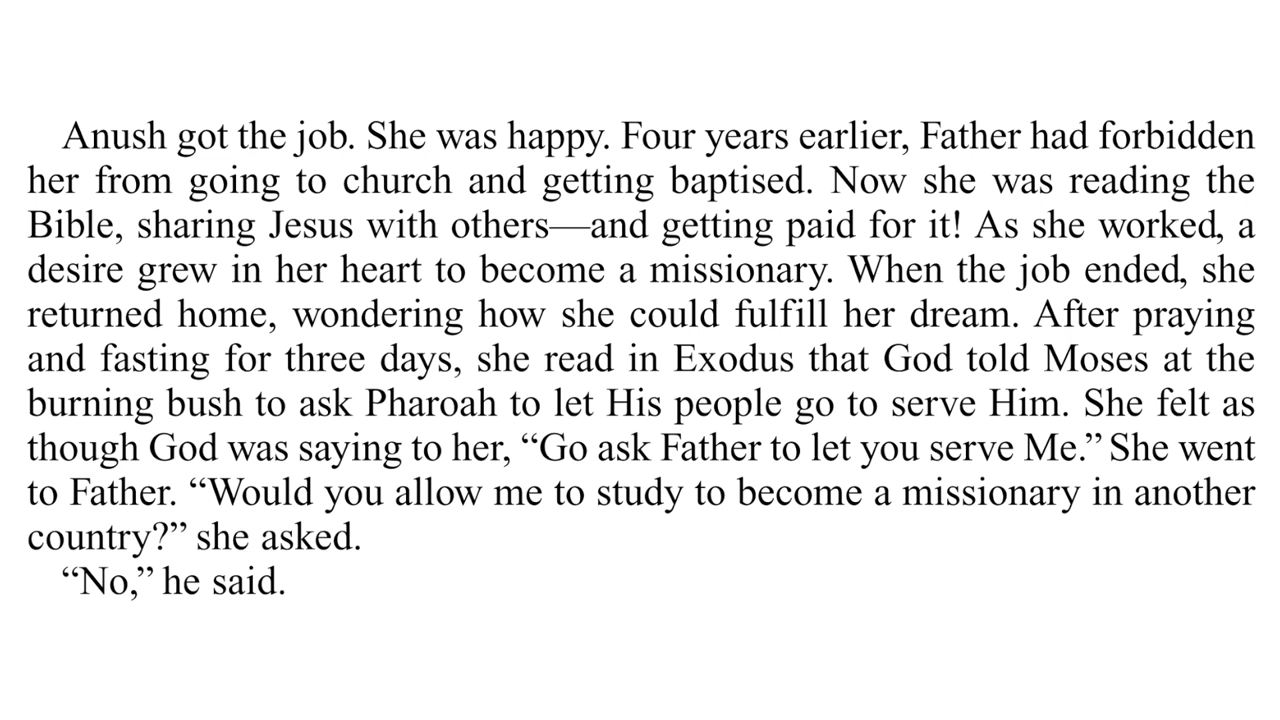 Anush got the job. She was happy. Four years earlier, Father had forbidden
her from going to church and getting baptised. Now she was reading the
Bible, sharing Jesus with others—and getting paid for it! As she worked, a
desire grew in her heart to become a missionary. When the job ended, she
returned home, wondering how she could fulfill her dream. After praying
and fasting for three days, she read in Exodus that God told Moses at the
burning bush to ask Pharoah to let His people go to serve Him. She felt as
though God was saying to her, “Go ask Father to let you serve Me.” She went
to Father. “Would you allow me to study to become a missionary in another
country?” she asked.
“No,” he said.